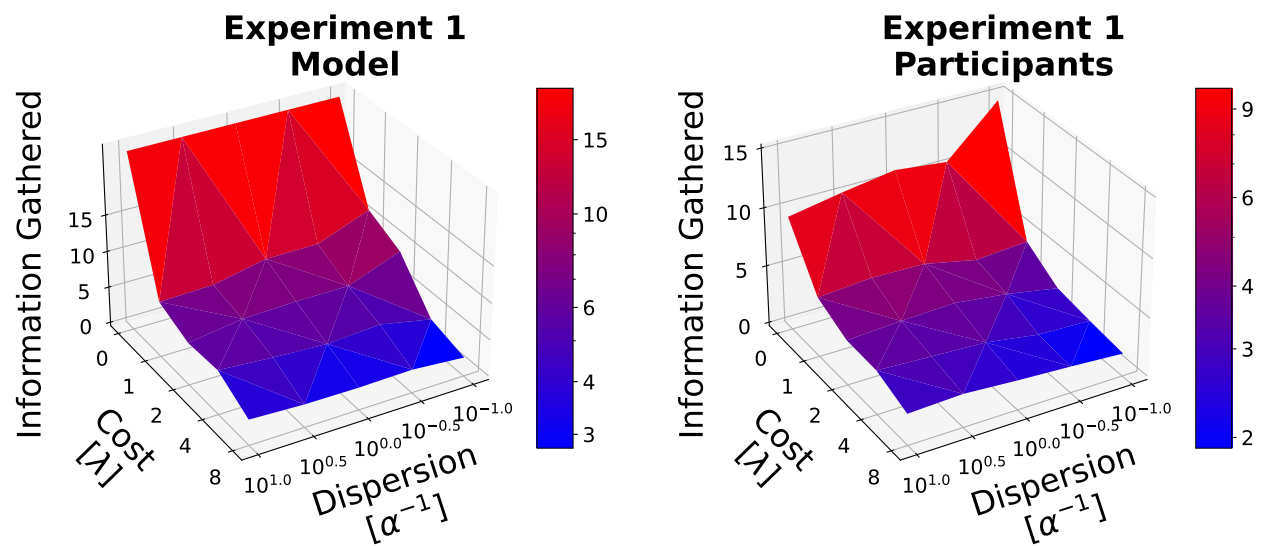 Experiment 1
Model
Information Gathered
15
10
5
0
0
1
2
4
8
Cost
[λ]
10^1.0
10^0.5
10^0.0
10^−0.5
10^−1.0
Dispersion
[α^−1]
15
10
6
4
3
Experiment 1
Participants
Information Gathered
15
10
5
0
0
1
2
4
8
Cost
[λ]
10^1.0
10^0.5
10^0.0
10^−0.5
10^−1.0
Dispersion
[α^−1]
9
6
4
3
2